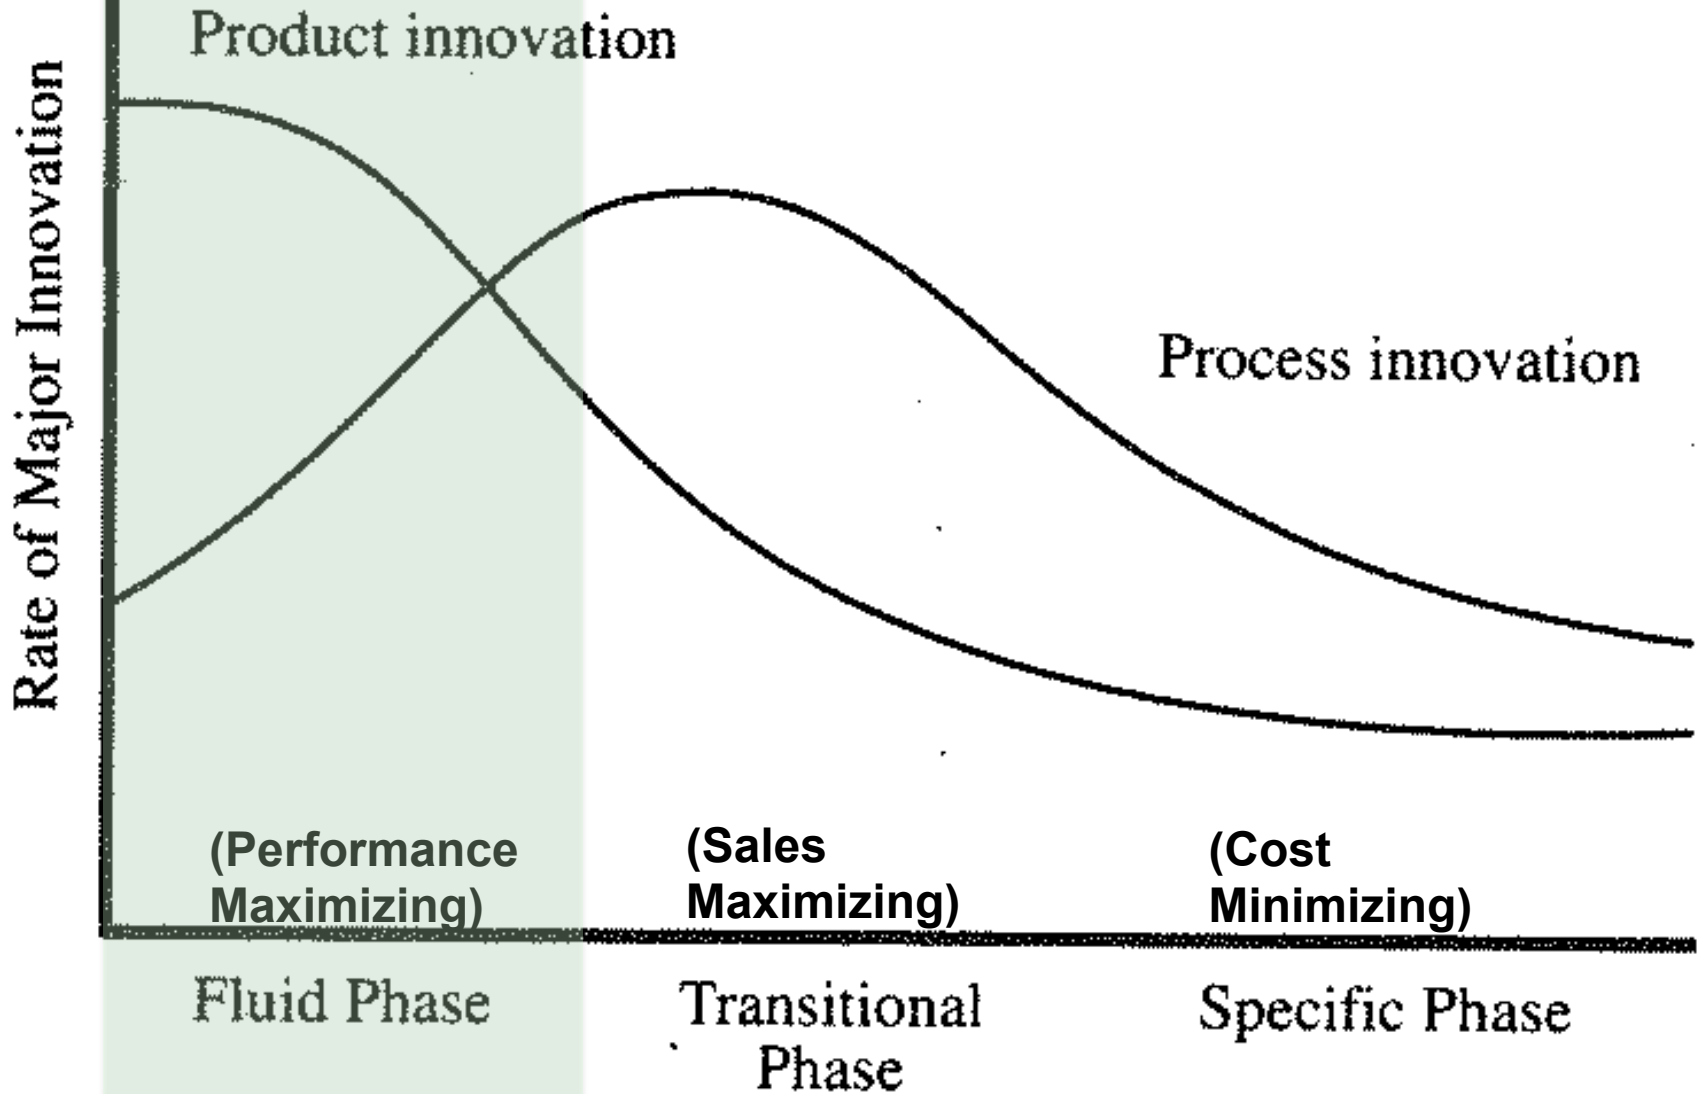 Product innovation
Rate of Major Innovation
Process innovation
(Performance
Maximizing)
(Sales
Maximizing)
(Cost
Minimizing)
Fluid Phase
Transitional
Phase
Specific Phase